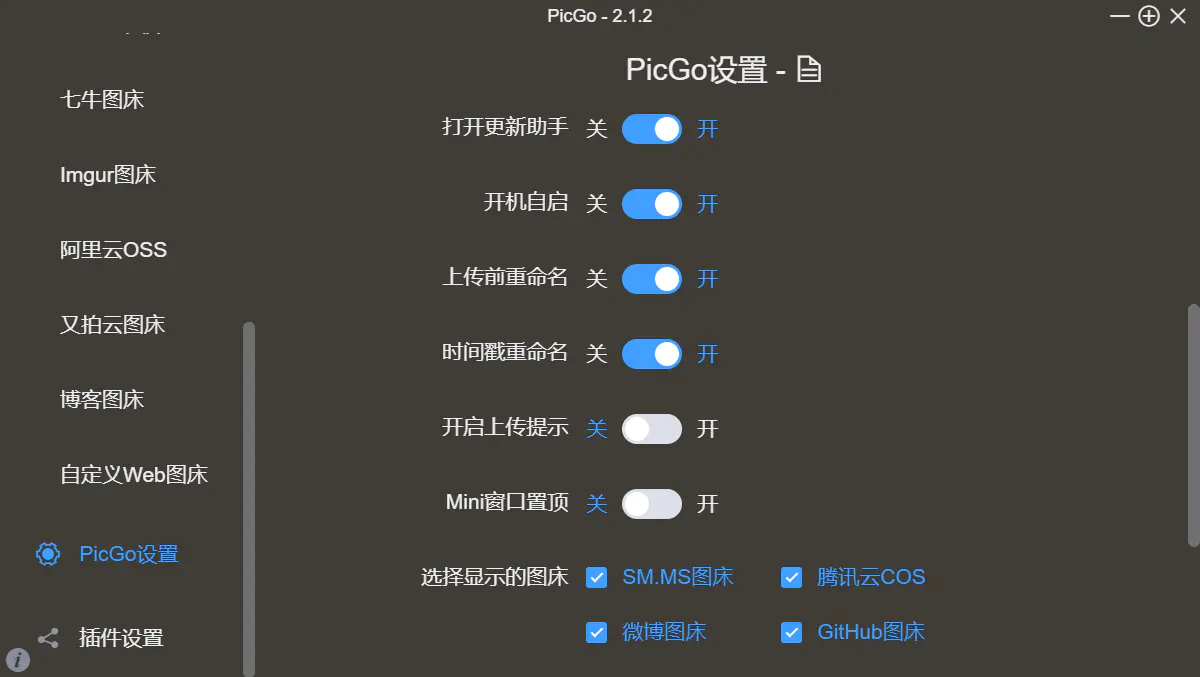 PicGo - 2.1.2
七牛图床
Imgur图床
阿里云OSS
又拍云图床
博客图床
自定义Web图床
PicGo设置
插件设置
PicGo设置 -
打开更新助手 关 开
开机自启 关 开
上传前重命名 关 开
时间戳重命名 关 开
开启上传提示 关 开
Mini窗口置顶 关 开
选择显示的图床 SM.MS图床 腾讯云COS
微博图床 GitHub图床